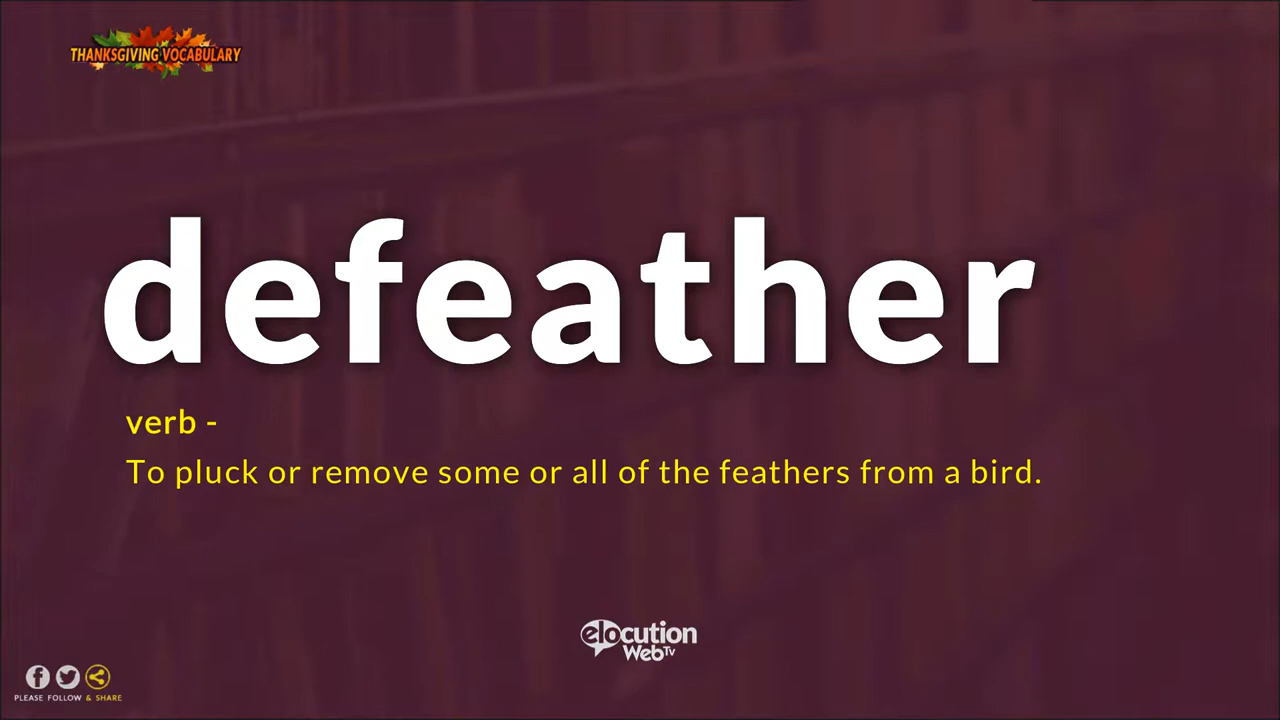 THANKSGIVING VOCABULARY
defeather
verb -
To pluck or remove some or all of the feathers from a bird.
elocution
WebTv
PLEASE FOLLOW & SHARE